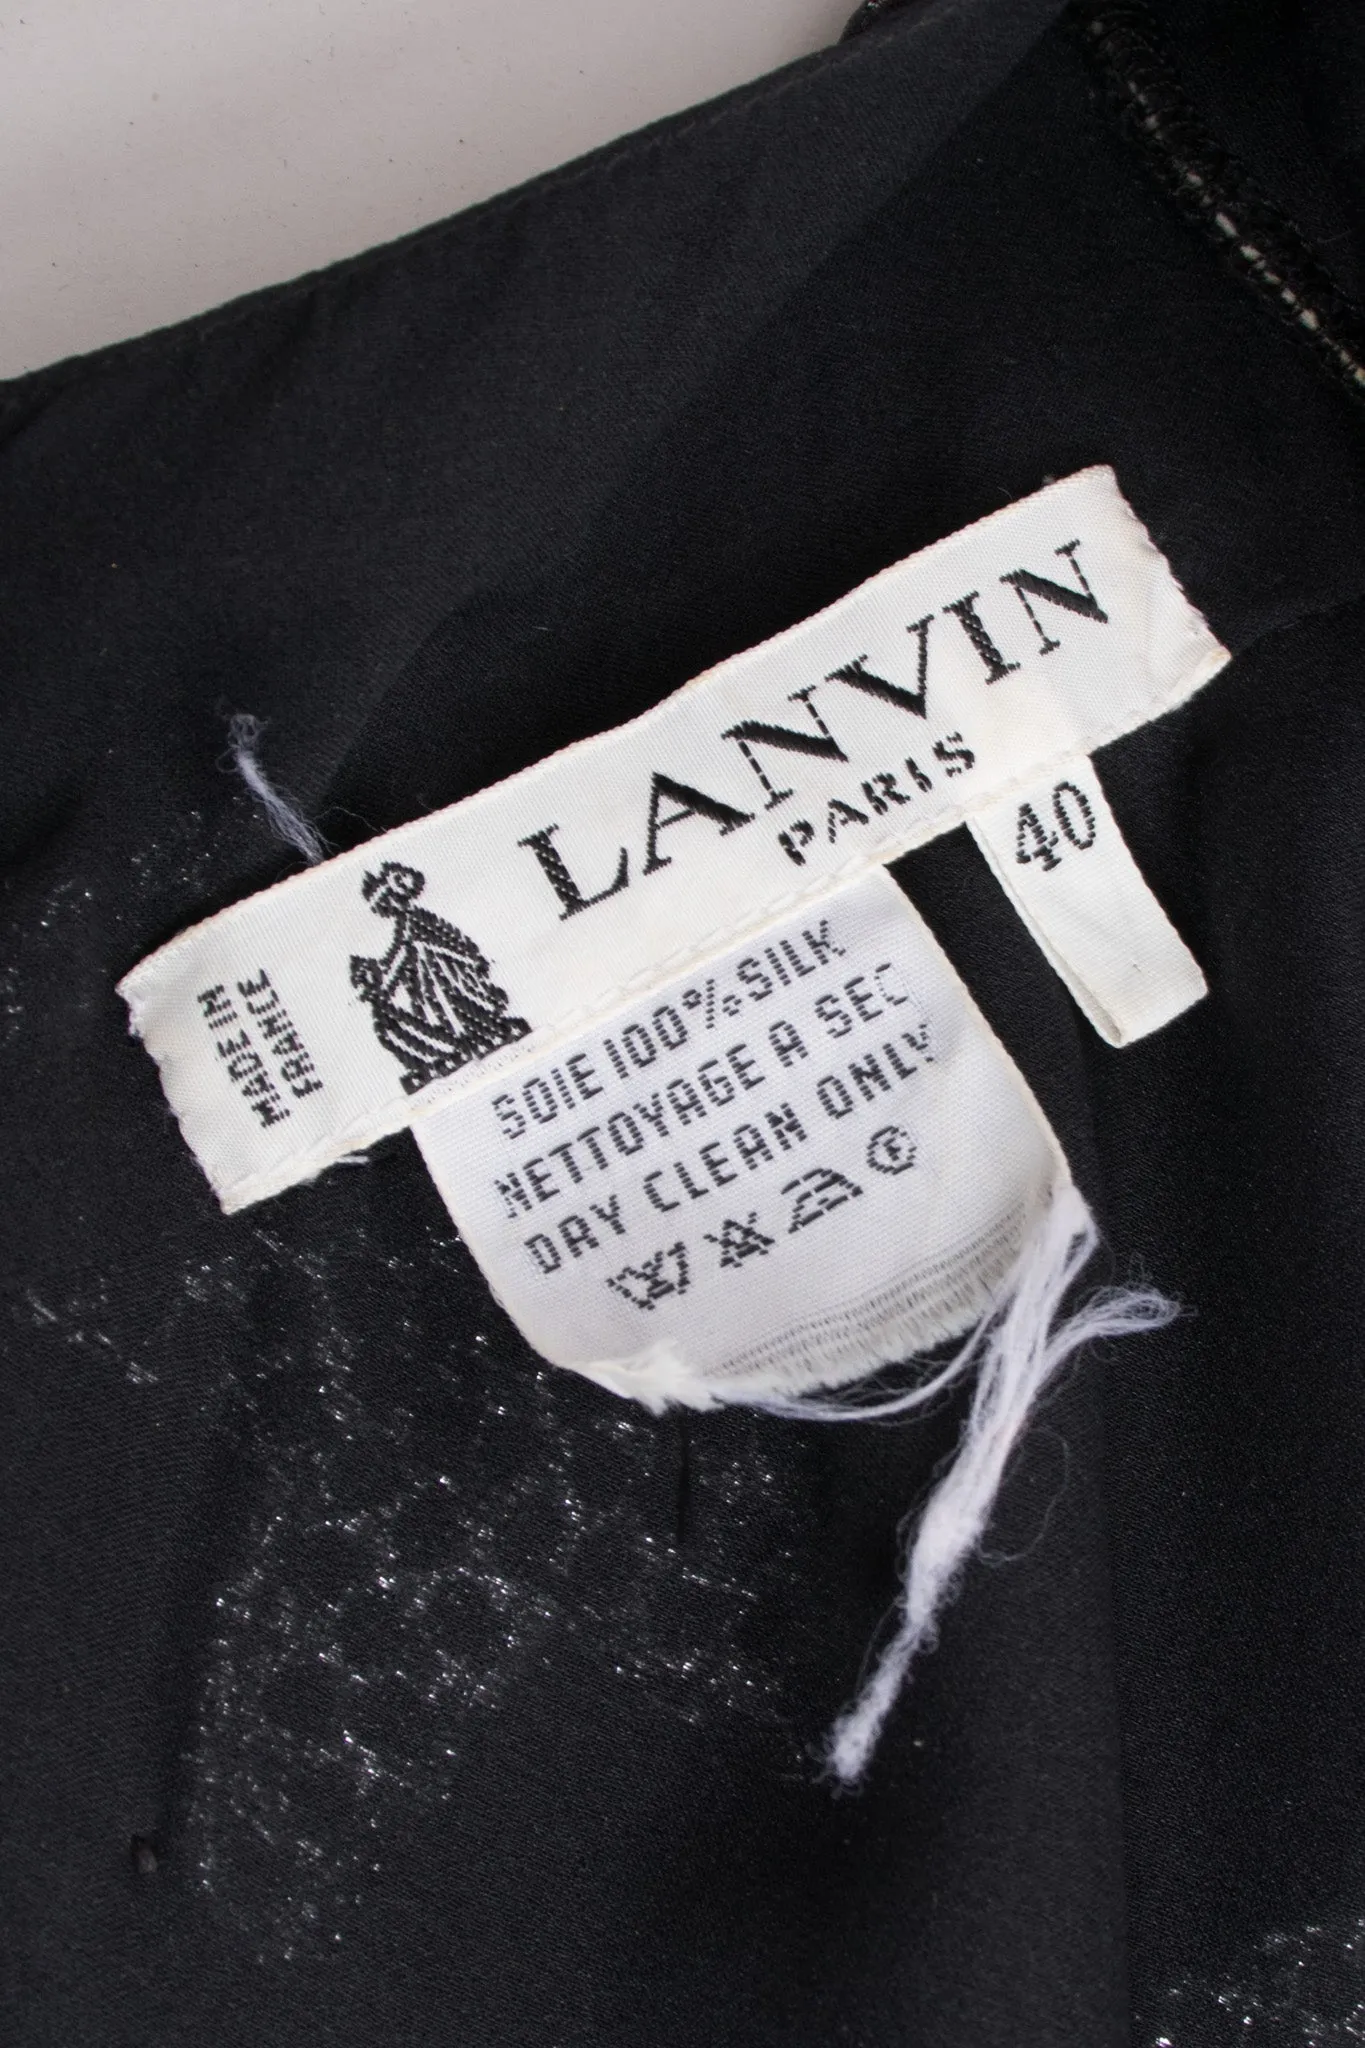 LANVIN
PARIS
MADE IN
FRANCE
40
SOIE 100% SILK
NETTOYAGE A SEC
DRY CLEAN ONLY